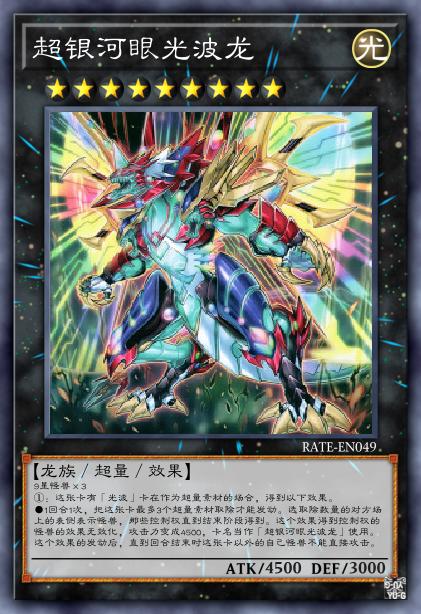 超银河眼光波龙
光
RATE-EN049
【龙族／超量／效果】
9星怪兽×3
①：这张卡有「光波」卡在作为超量素材的场合，得到以下效果。
●1回合1次，把这张卡最多3个超量素材取除才能发动。选取除数量的对方场
上的表侧表示怪兽，那些控制权直到结束阶段得到。这个效果得到控制权的
怪兽的效果无效化，攻击力变成4500，卡名当作「超银河眼光波龙」使用。
这个效果的发动后，直到回合结束时这张卡以外的自己怪兽不能直接攻击。
ATK/4500 DEF/3000